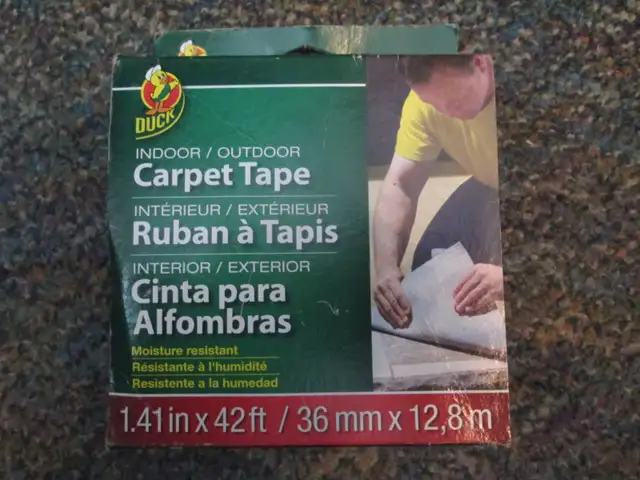 DUCK
INDOOR / OUTDOOR
Carpet Tape
INTÉRIEUR / EXTÉRIEUR
Ruban à Tapis
INTERIOR / EXTERIOR
Cinta para
Alfombras
Moisture resistant
Résistante à l'humidité
Resistente a la humedad
1.41 in x 42 ft / 36 mm x 12,8 m